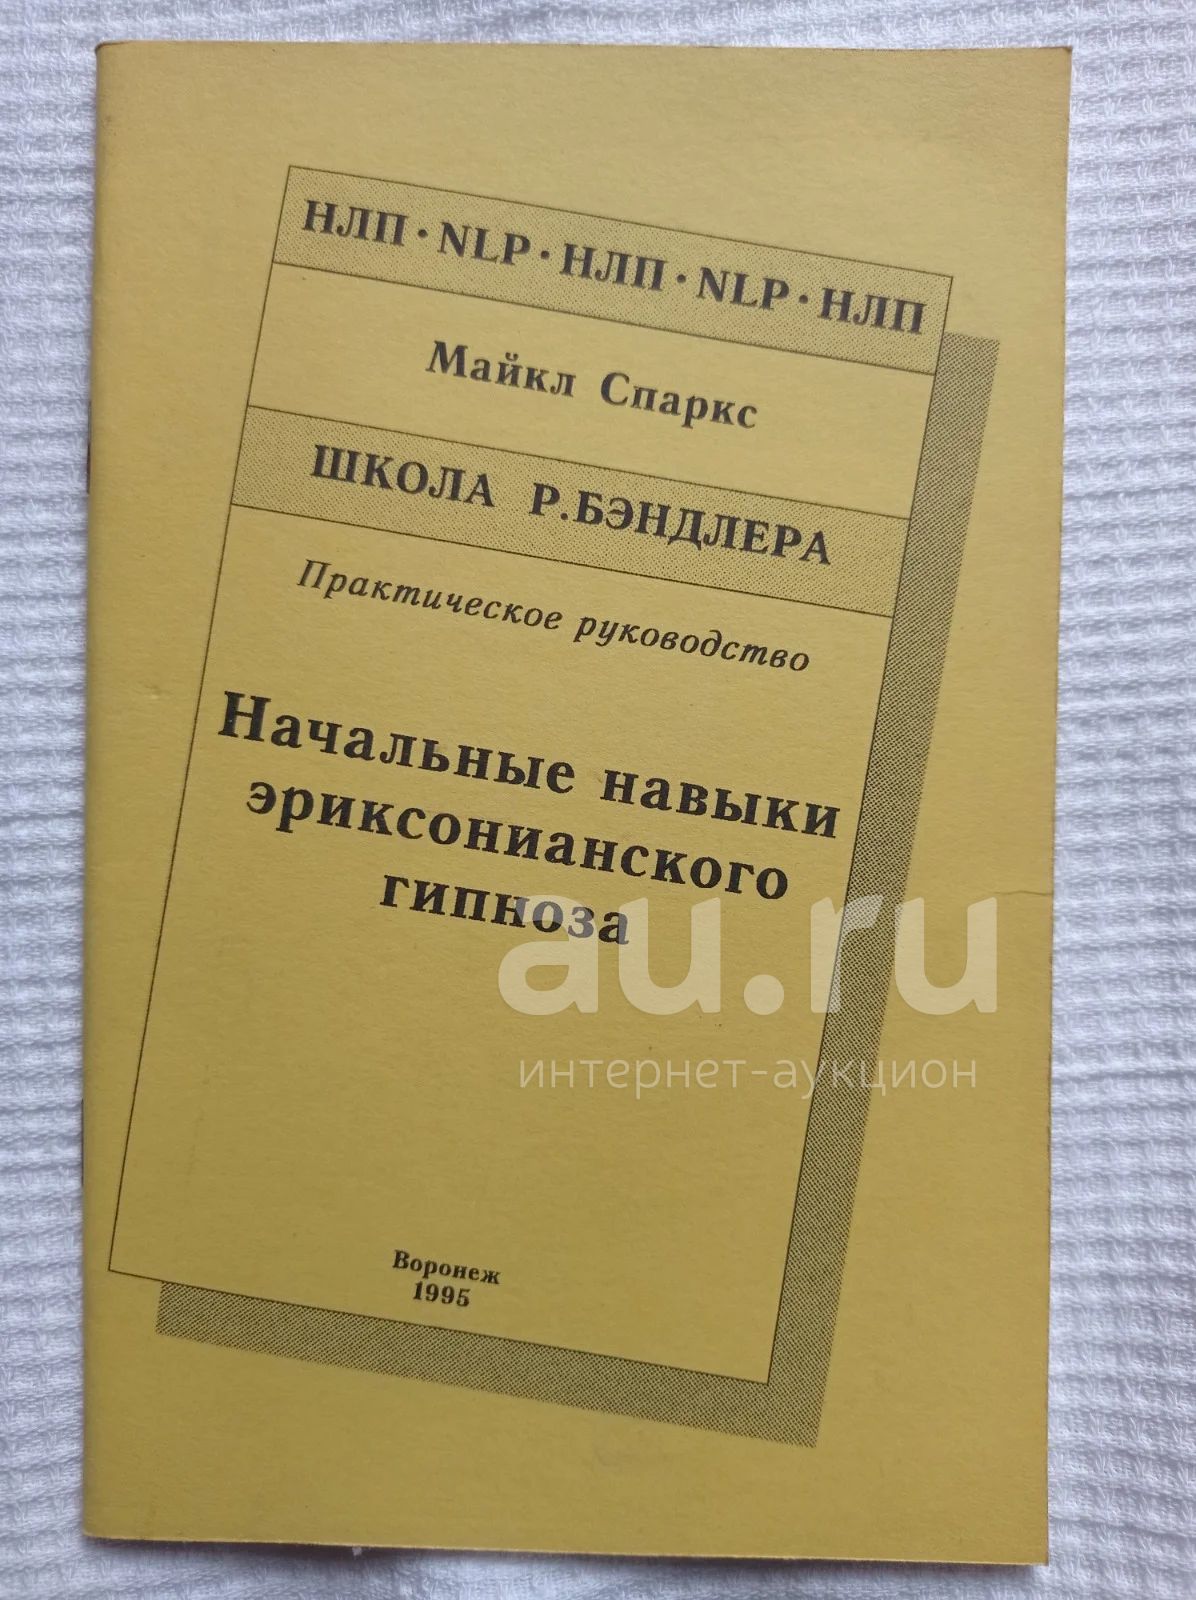 НЛП · NLP · НЛП · NLP · НЛП
Майкл Спаркс
ШКОЛА Р.БЭНДЛЕРА
Практическое руководство
Начальные навыки
эриксонианского
гипноза
au.ru
интернет-аукцион
Воронеж
1995